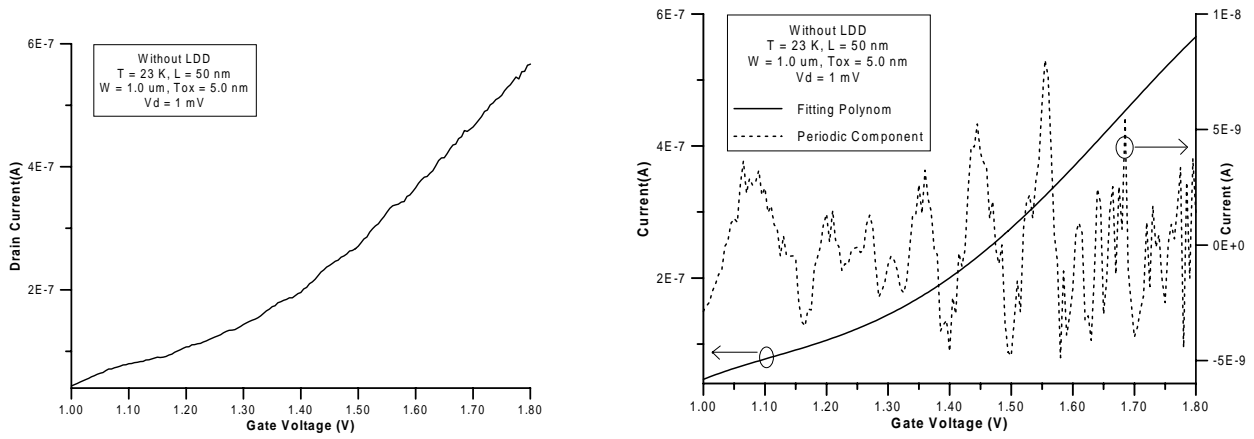 6E-7
4E-7
2E-7
Drain Current(A)
Without LDD
T = 23 K, L = 50 nm
W = 1.0 um, Tox = 5.0 nm
Vd = 1 mV
1.00 1.10 1.20 1.30 1.40 1.50 1.60 1.70 1.80
Gate Voltage (V)
6E-7
4E-7
2E-7
Current(A)
Without LDD
T = 23 K, L = 50 nm
W = 1.0 um, Tox = 5.0 nm
Vd = 1 mV
Fitting Polynom
Periodic Component
1E-8
5E-9
0E+0
-5E-9
Current (A)
1.00 1.10 1.20 1.30 1.40 1.50 1.60 1.70 1.80
Gate Voltage (V)